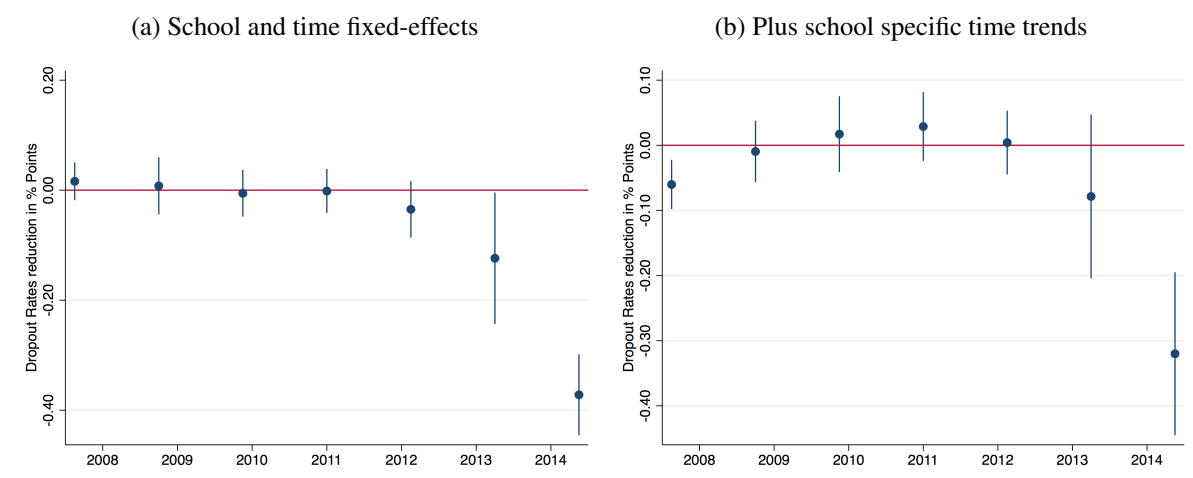 (a) School and time fixed-effects
Dropout Rates reduction in % Points
0.20
0.00
-0.20
-0.40
2008 2009 2010 2011 2012 2013 2014
(b) Plus school specific time trends
Dropout Rates reduction in % Points
0.10
0.00
-0.10
-0.20
-0.30
-0.40
2008 2009 2010 2011 2012 2013 2014